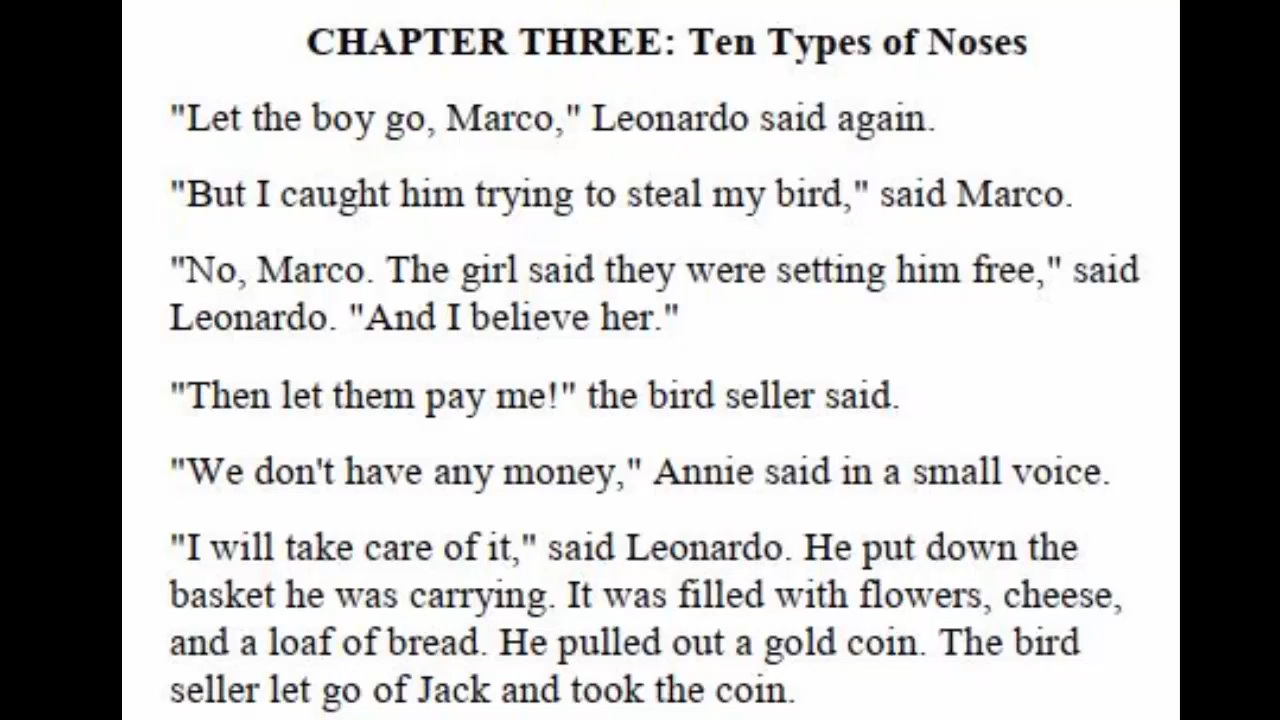 CHAPTER THREE: Ten Types of Noses
"Let the boy go, Marco," Leonardo said again.
"But I caught him trying to steal my bird," said Marco.
"No, Marco. The girl said they were setting him free," said
Leonardo. "And I believe her."
"Then let them pay me!" the bird seller said.
"We don't have any money," Annie said in a small voice.
"I will take care of it," said Leonardo. He put down the
basket he was carrying. It was filled with flowers, cheese,
and a loaf of bread. He pulled out a gold coin. The bird
seller let go of Jack and took the coin.